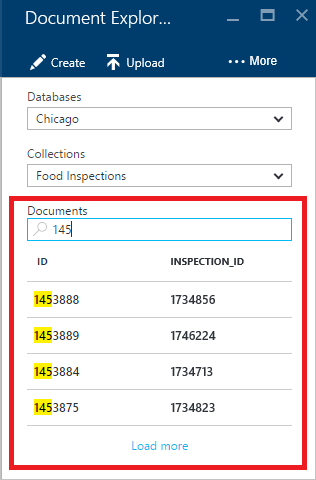 Document Explor...
Create Upload ••• More
Databases
Chicago
Collections
Food Inspections
Documents
145
ID INSPECTION_ID
1453888 1734856
1453889 1746224
1453884 1734713
1453875 1734823
Load more